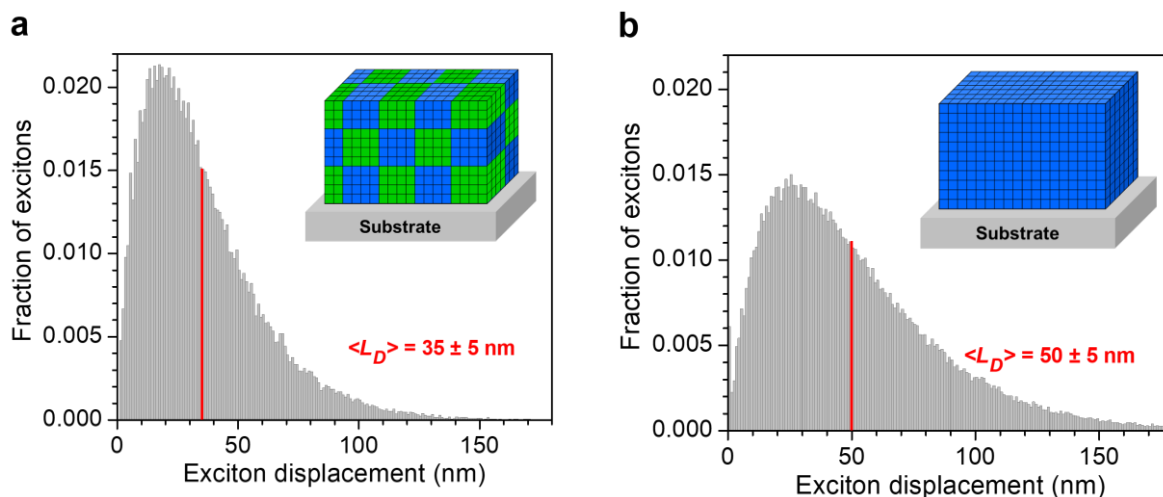 a
0.020
0.015
0.010
0.005
0.000
Fraction of excitons
Substrate
<L_D> = 35 ± 5 nm
0 50 100 150
Exciton displacement (nm)
b
0.020
0.015
0.010
0.005
0.000
Fraction of excitons
Substrate
<L_D> = 50 ± 5 nm
0 50 100 150
Exciton displacement (nm)